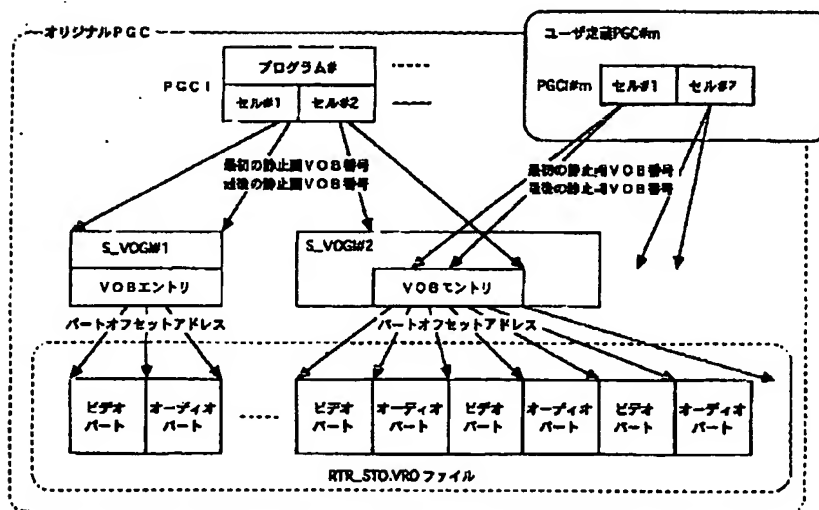 オリジナルPGC
ユーザ定義PGC#m
プログラム#
PGCI
セル#1
セル#2
PGCI#m
セル#1
セル#?
最初の静止画VOB番号
最後の静止画VOB番号
最初の静止画VOB番号
最後の静止画VOB番号
S_VOGI#1
VOBエントリ
S_VOGI#2
VOBエントリ
パートオフセットアドレス
パートオフセットアドレス
ビデオ
パート
オーディオ
パート
ビデオ
パート
オーディオ
パート
ビデオ
パート
オーディオ
パート
ビデオ
パート
オーディオ
パート
RTR_STO.VROファイル